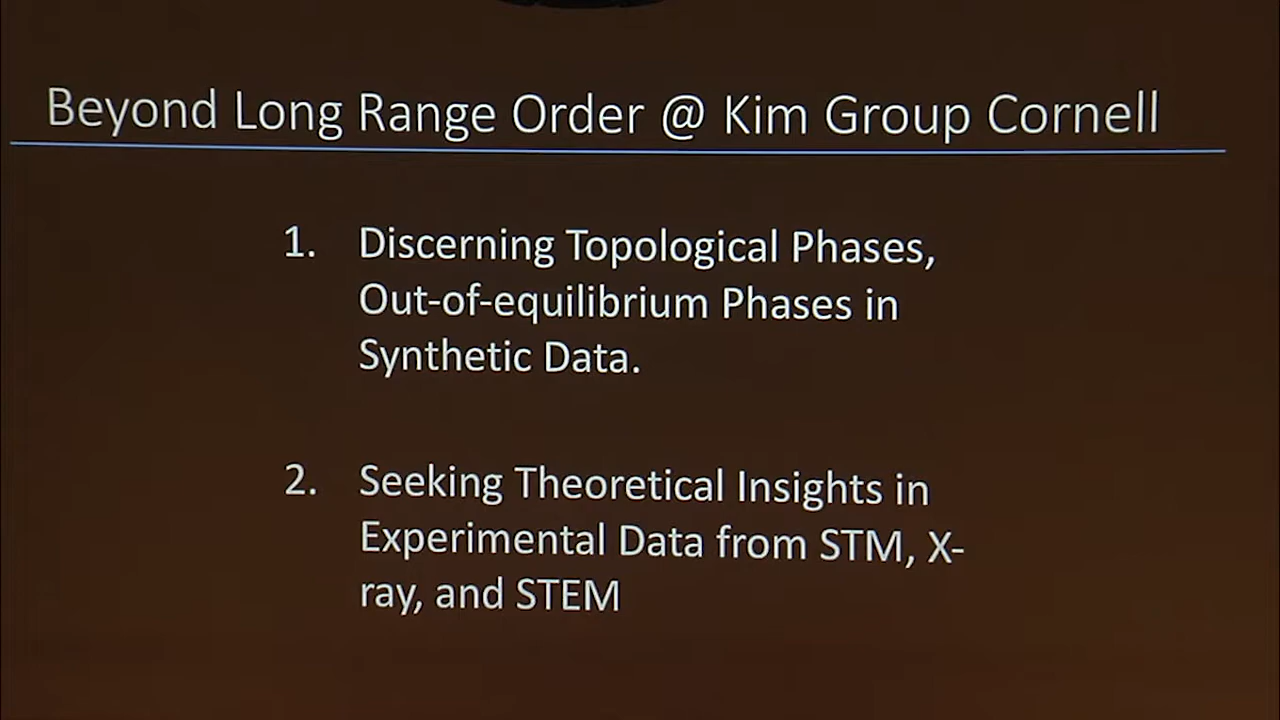 Beyond Long Range Order @ Kim Group Cornell
1. Discerning Topological Phases,
Out-of-equilibrium Phases in
Synthetic Data.
2. Seeking Theoretical Insights in
Experimental Data from STM, X-
ray, and STEM